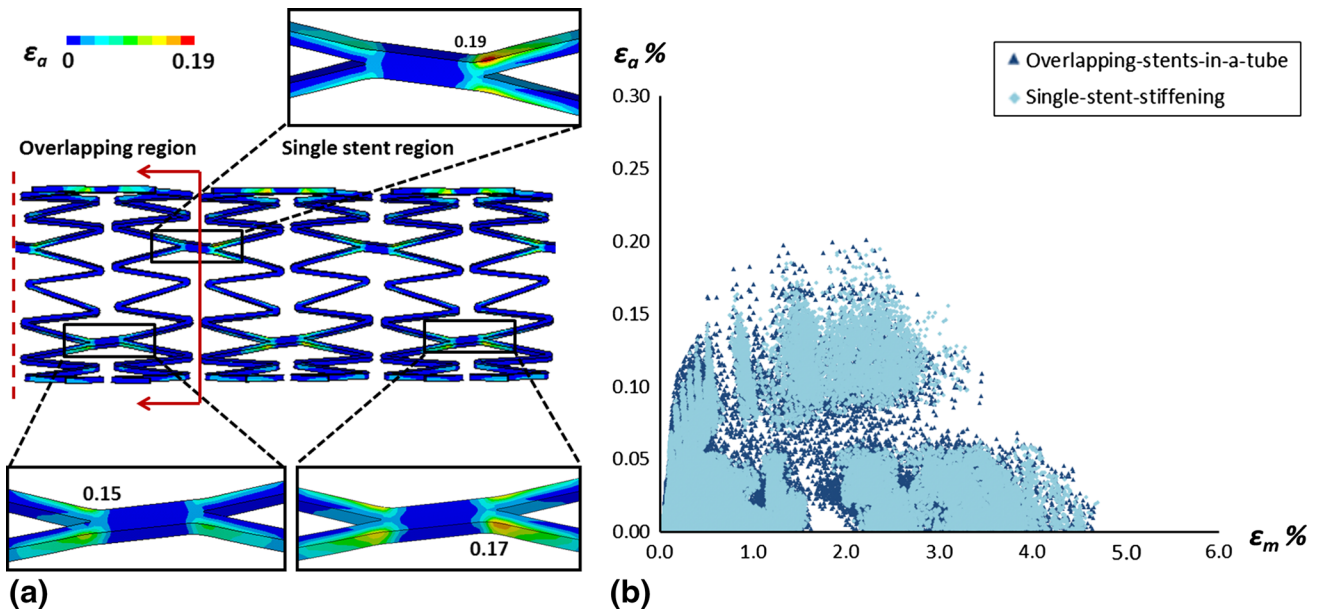 εa
0 0.19
0.19
Overlapping region
Single stent region
0.15
0.17
(a)
εa %
Overlapping-stents-in-a-tube
Single-stent-stiffening
0.30
0.25
0.20
0.15
0.10
0.05
0.00
0.0 1.0 2.0 3.0 4.0 5.0 6.0
εm %
(b)